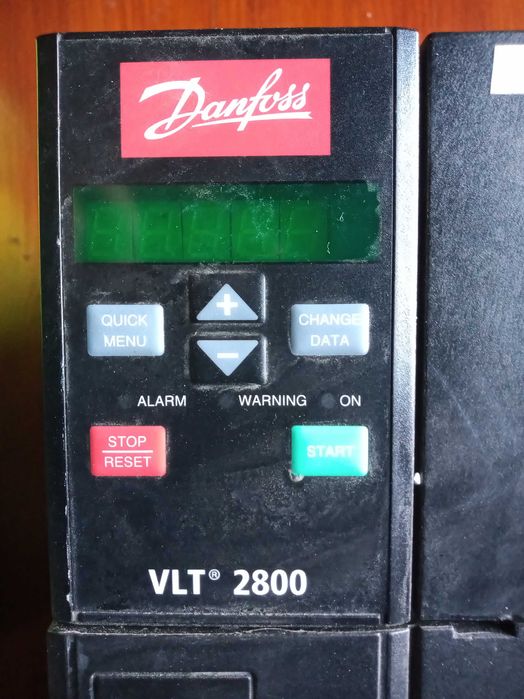 Danfoss
QUICK
MENU
+
CHANGE
DATA
-
ALARM
WARNING
ON
STOP
RESET
START
VLT® 2800